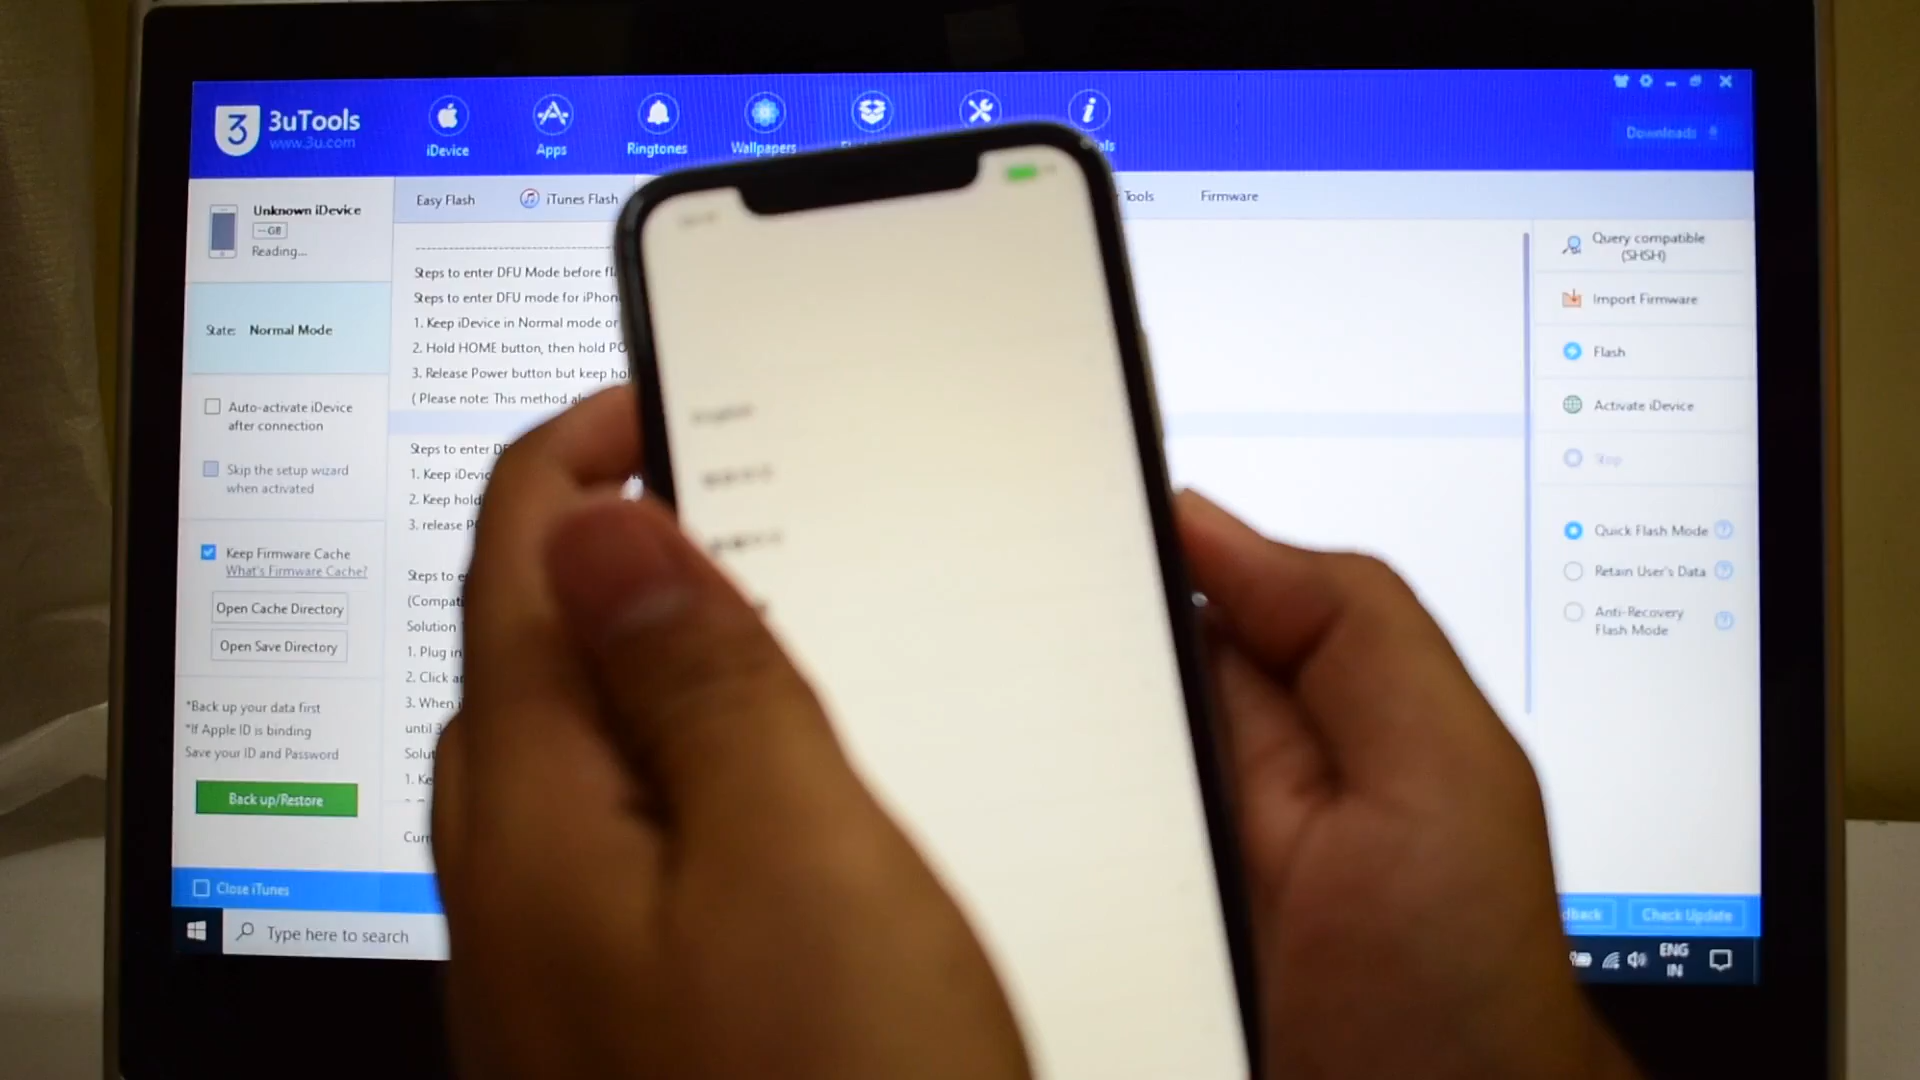 3 3uTools
www.3u.com
iDevice
Apps
Ringtones
Wallpapers
Downloads
Unknown iDevice
-- GB
Reading...
State: Normal Mode
Auto-activate iDevice
after connection
Skip the setup wizard
when activated
Keep Firmware Cache
What's Firmware Cache?
Open Cache Directory
Open Save Directory
*Back up your data first
*If Apple ID is binding
Save your ID and Password
Back up/Restore
Close iTunes
Easy Flash
iTunes Flash
Tools
Firmware
Steps to enter DFU Mode before
Steps to enter DFU mode for
1. Keep iDevice in Normal mode or
2. Hold HOME button, then hold
3. Release Power button but keep
( Please note: This method
Steps to enter
1. Keep
2. Keep
3. release
Steps to
Solution
1. Plug in
2. Click
3. When
until
1.
Query compatible
(SHSH)
Import Firmware
Flash
Activate iDevice
Stop
Quick Flash Mode
Retain User's Data
Anti-Recovery
Flash Mode
Check Update
Type here to search
ENG
IN